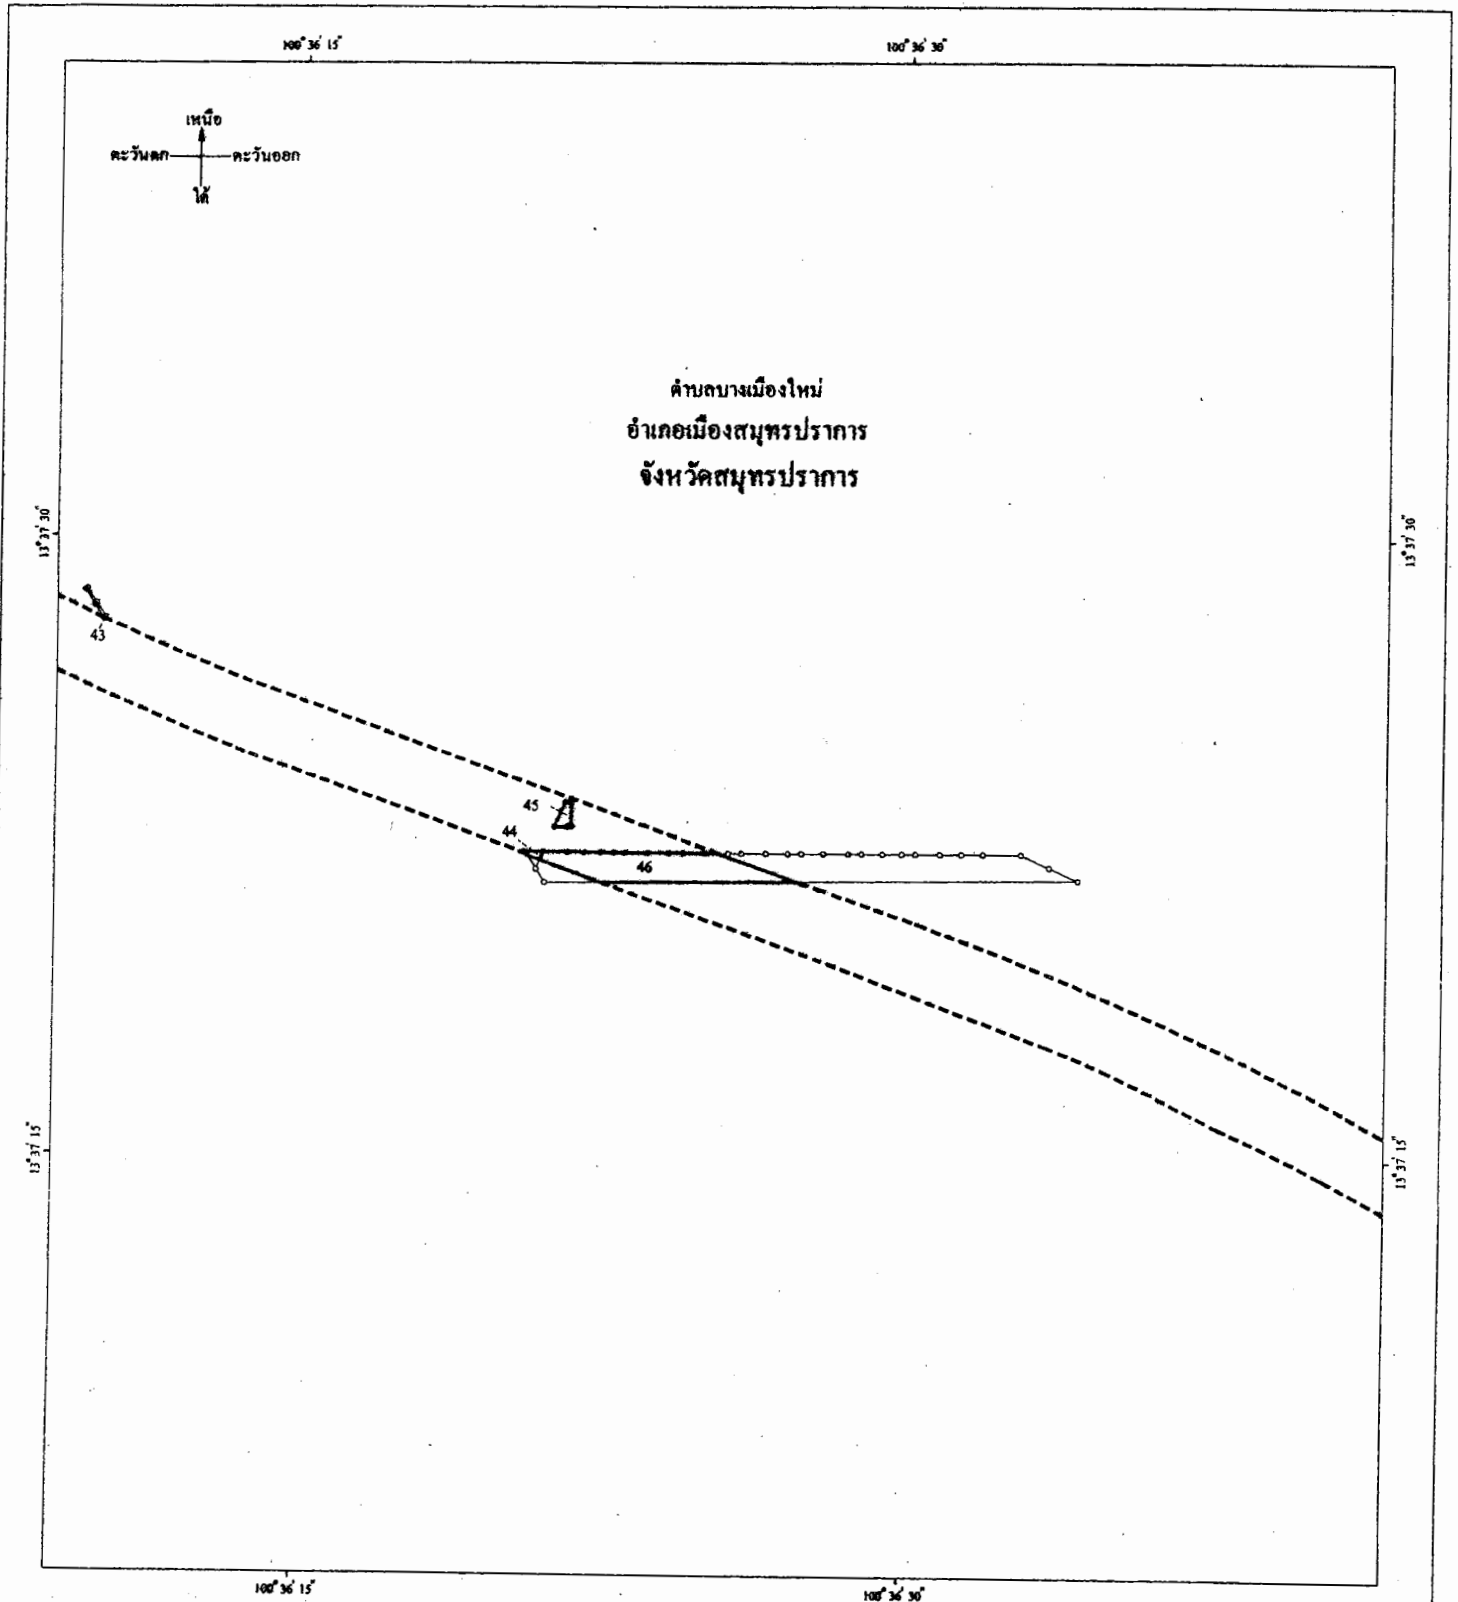 100° 36' 15" 100° 36' 30"
เหนือ
ตะวันตก ตะวันออก
ใต้
ตำบลบางเมืองใหม่
อำเภอเมืองสมุทรปราการ
จังหวัดสมุทรปราการ
13° 37' 30" 13° 37' 30"
43
45
44
46
13° 37' 15" 13° 37' 15"
100° 36' 15" 100° 36' 30"